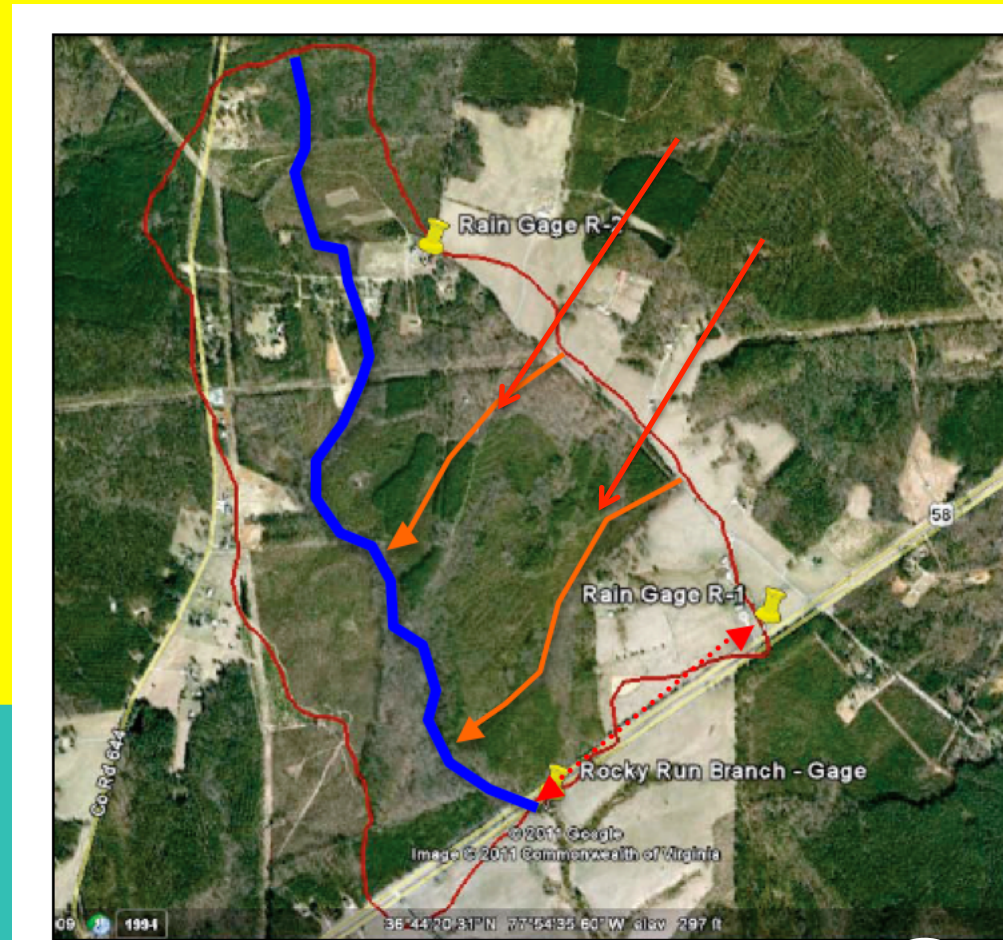 Rain Gage R-2
58
Rain Gage R-1
Co Rd 644
Rocky Run Branch - Gage
© 2011 Google
Image © 2011 Commonwealth of Virginia
09
1994
36°44'20.31" N 77°54'35.60" W elev 297 ft